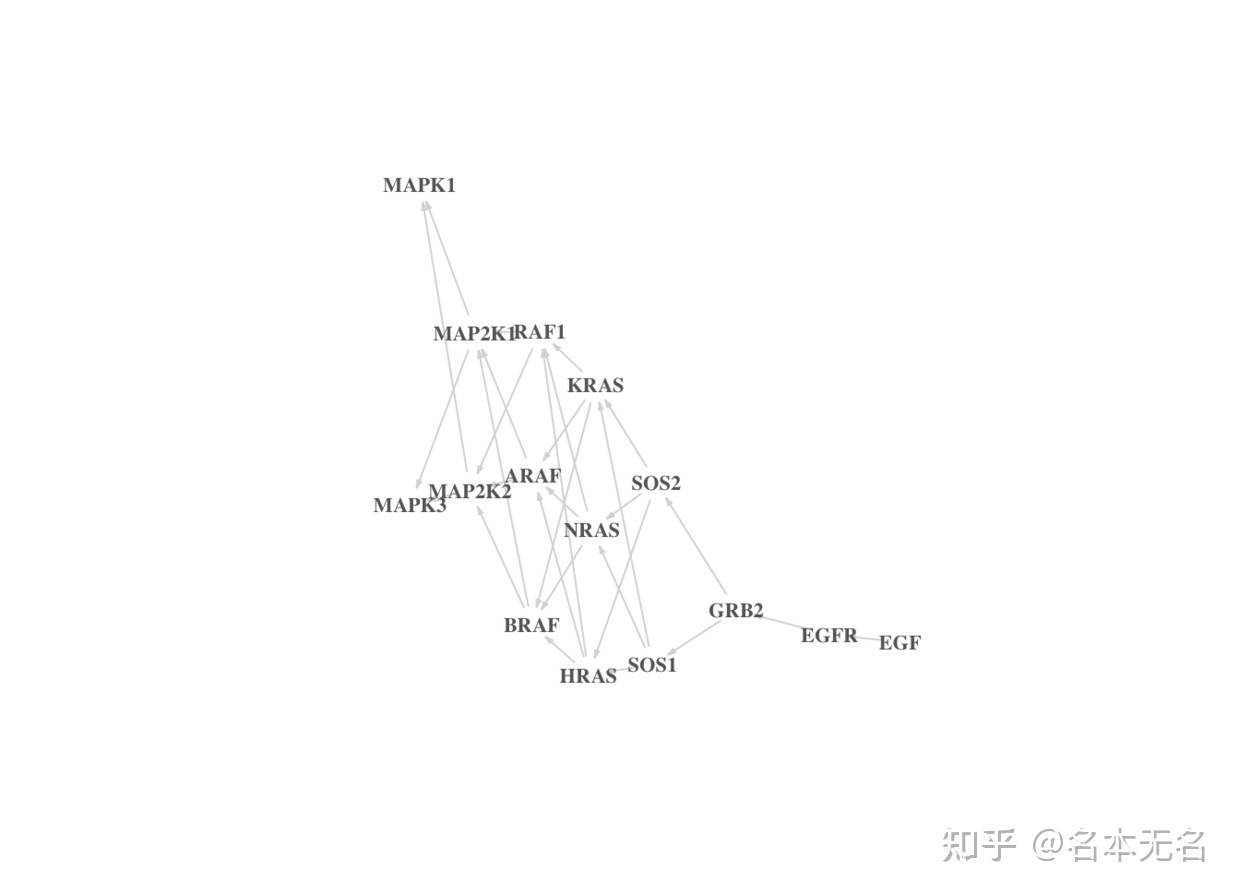 MAPK1
MAP2K1
RAF1
KRAS
ARAF
SOS2
MAP2K2
MAPK3
NRAS
GRB2
BRAF
EGFR
EGF
SOS1
HRAS
知乎 @名本无名